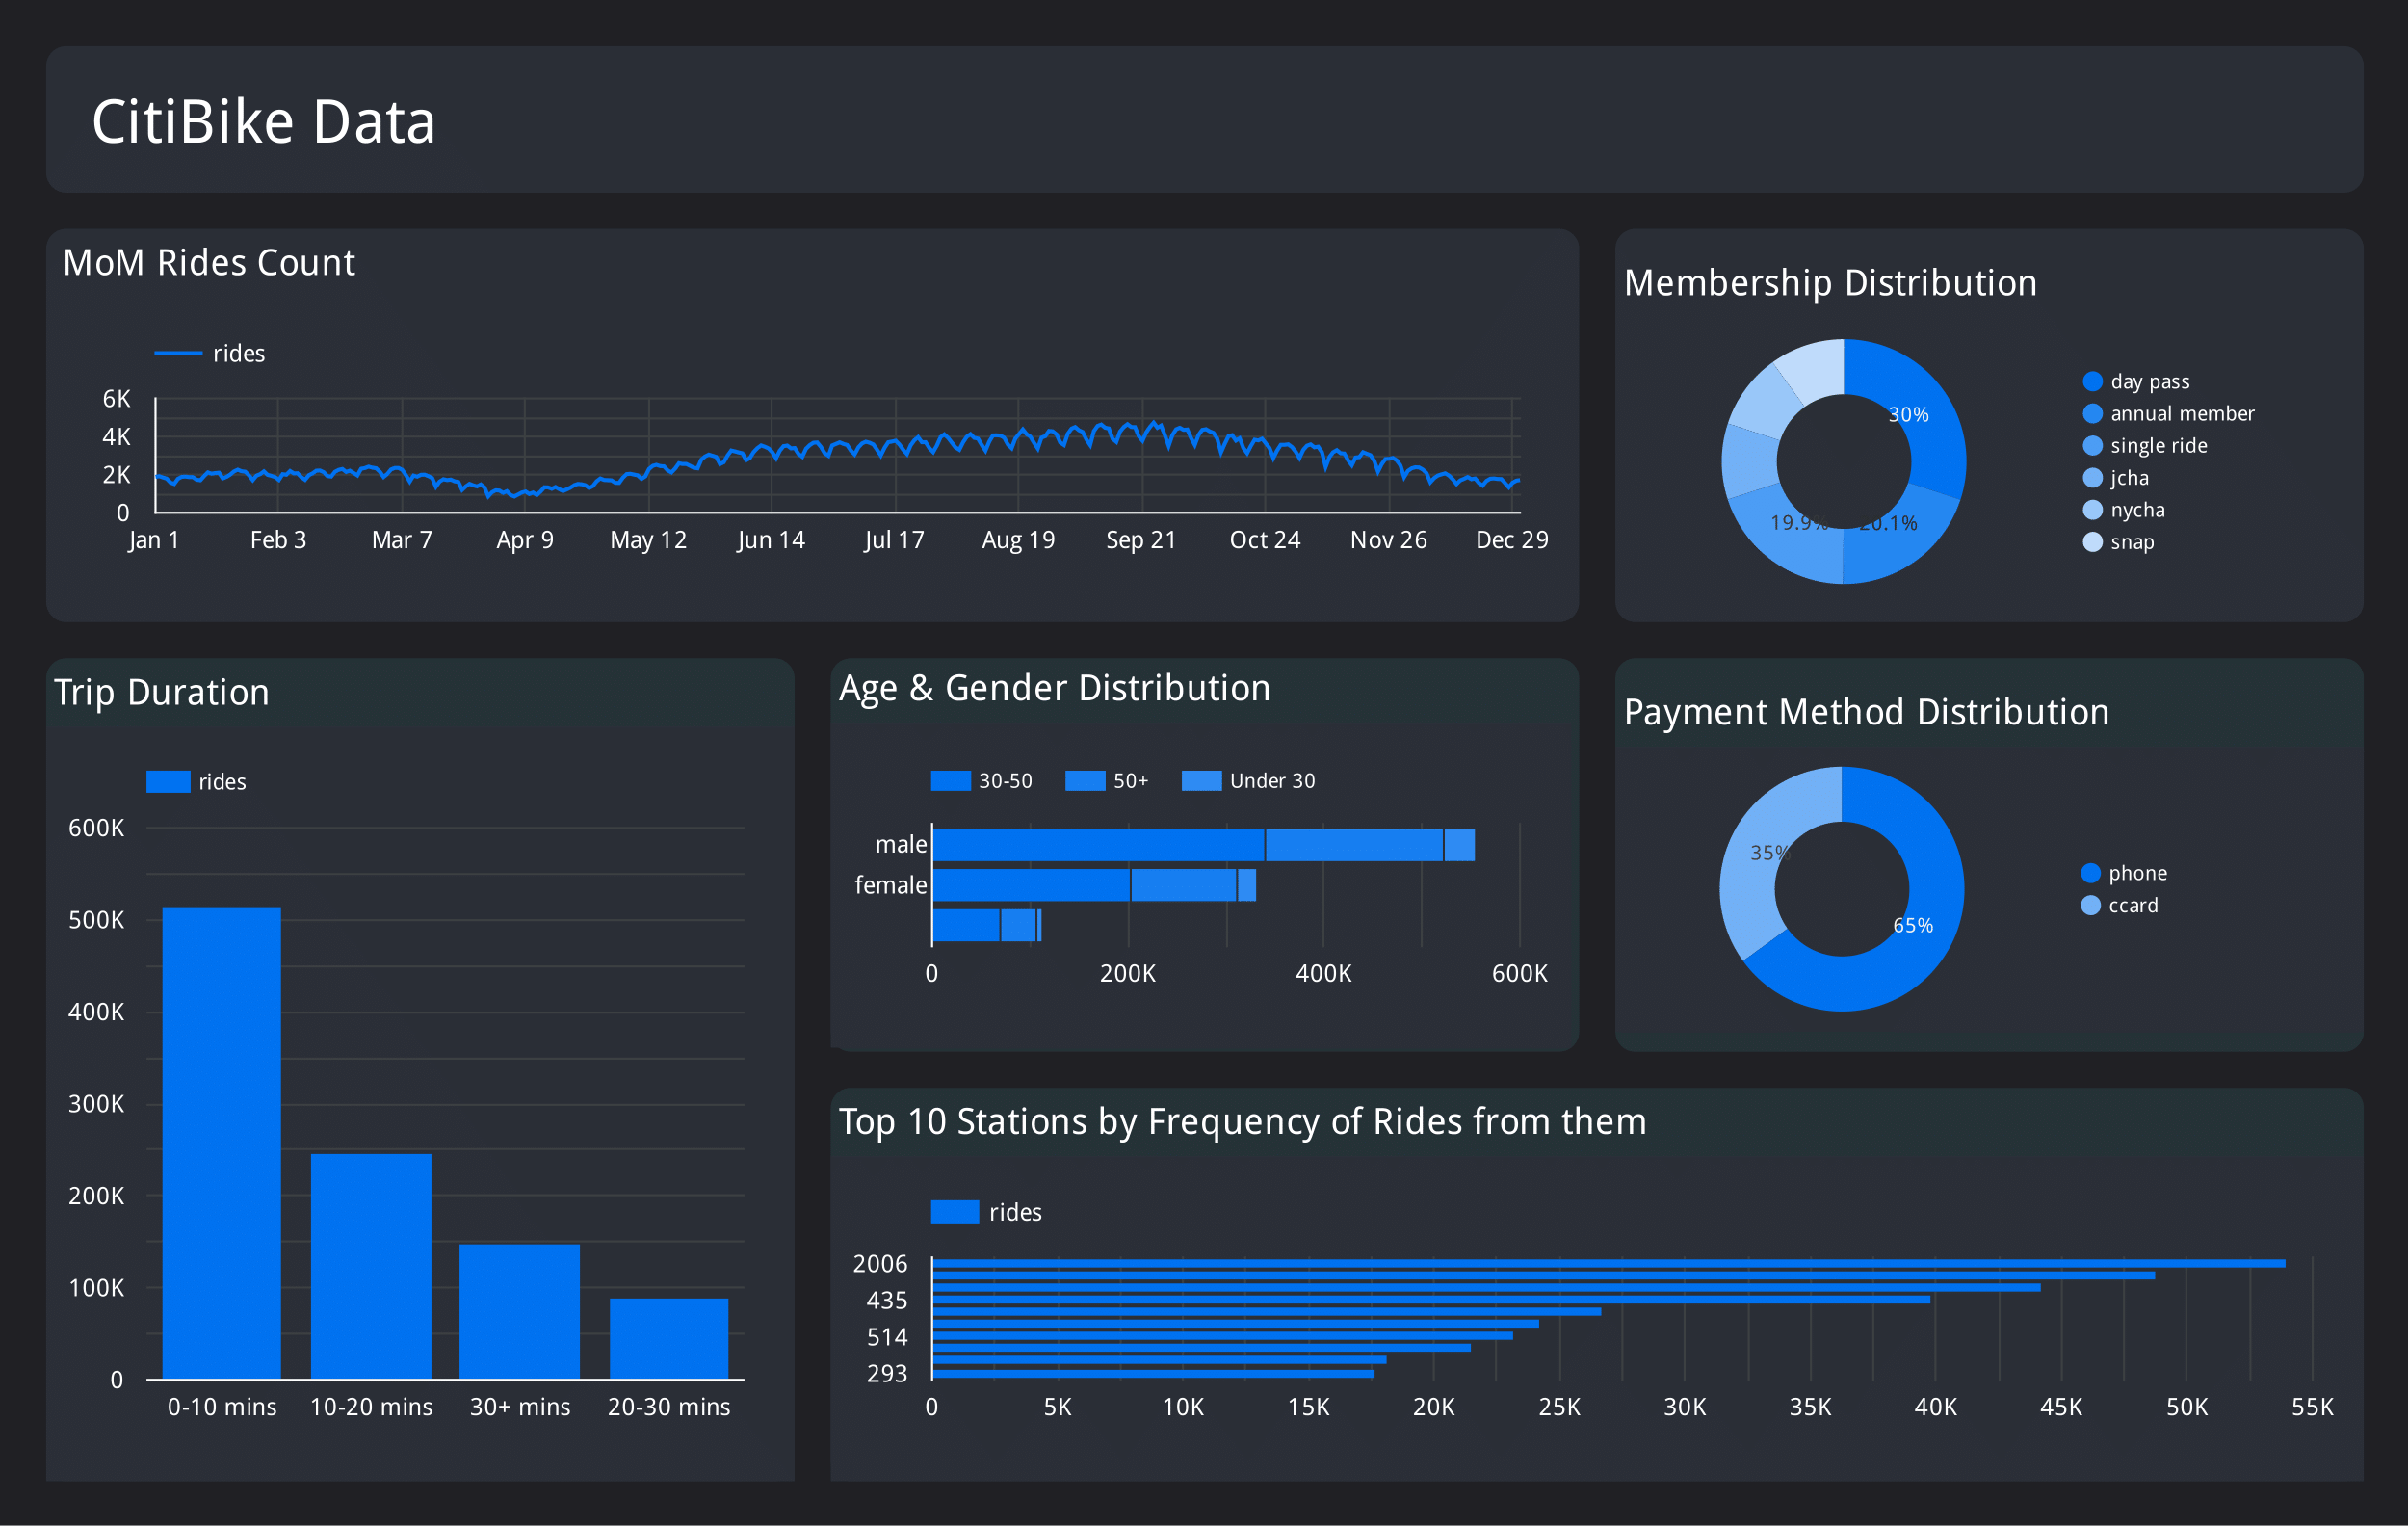 CitiBike Data
MoM Rides Count
rides
6K
4K
2K
0
Jan 1 Feb 3 Mar 7 Apr 9 May 12 Jun 14 Jul 17 Aug 19 Sep 21 Oct 24 Nov 26 Dec 29
Membership Distribution
30%
19.9% 20.1%
day pass
annual member
single ride
jcha
nycha
snap
Trip Duration
rides
600K
500K
400K
300K
200K
100K
0
0-10 mins 10-20 mins 30+ mins 20-30 mins
Age & Gender Distribution
30-50 50+ Under 30
male
female
0 200K 400K 600K
Payment Method Distribution
35%
65%
phone
ccard
Top 10 Stations by Frequency of Rides from them
rides
2006
435
514
293
0 5K 10K 15K 20K 25K 30K 35K 40K 45K 50K 55K